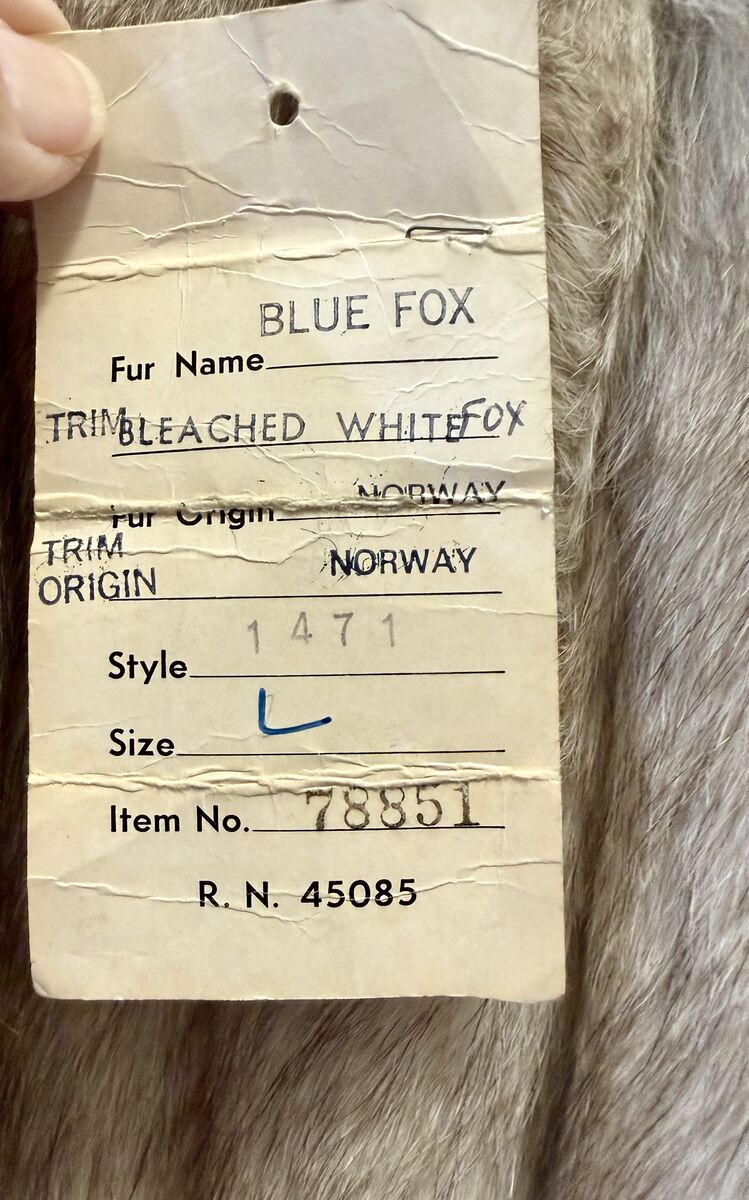 BLUE FOX
Fur Name
TRIM BLEACHED WHITE FOX
Fur Origin NORWAY
TRIM
ORIGIN NORWAY
Style 1471
Size L
Item No. 78851
R. N. 45085